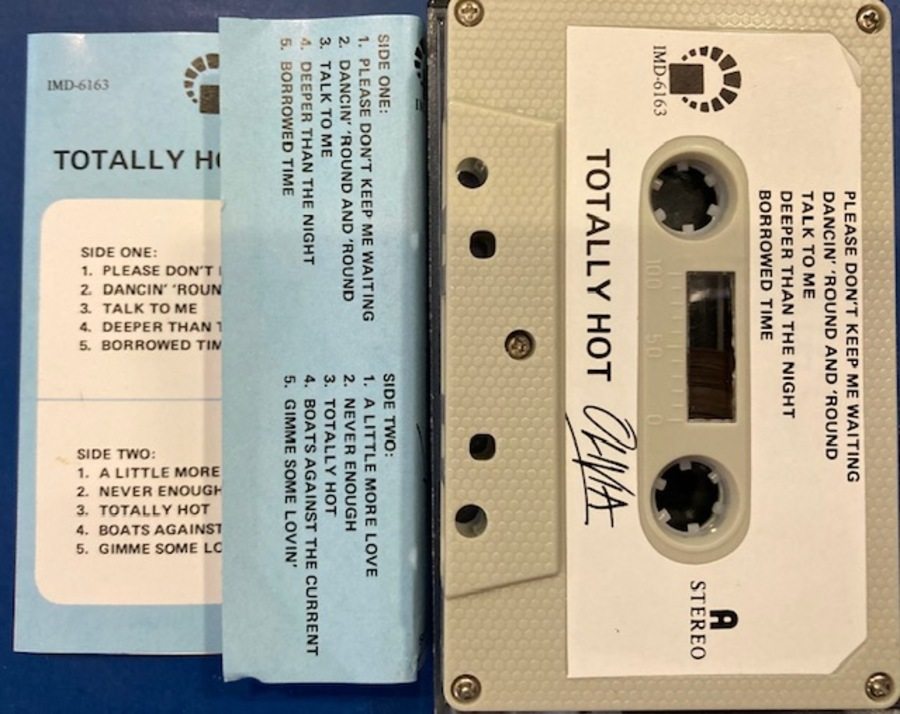 IMD-6163
TOTALLY
SIDE ONE:
1. PLEASE DON'T
2. DANCIN' 'ROUN
3. TALK TO ME
4. DEEPER THAN
5. BORROWED TIM
SIDE TWO:
1. A LITTLE MORE
2. NEVER ENOUGH
3. TOTALLY HOT
4. BOATS AGAINST
5. GIMME SOME LO
SIDE ONE:
1. PLEASE DON'T KEEP ME WAITING
2. DANCIN' 'ROUND AND 'ROUND
3. TALK TO ME
4. DEEPER THAN THE NIGHT
5. BORROWED TIME
SIDE TWO:
1. A LITTLE MORE LOVE
2. NEVER ENOUGH
3. TOTALLY HOT
4. BOATS AGAINST THE CURRENT
5. GIMME SOME LOVIN'
IMD-6163
PLEASE DON'T KEEP ME WAITING
DANCIN' 'ROUND AND 'ROUND
TALK TO ME
DEEPER THAN THE NIGHT
BORROWED TIME
100 50 0
TOTALLY HOT OLIVIA
A
STEREO